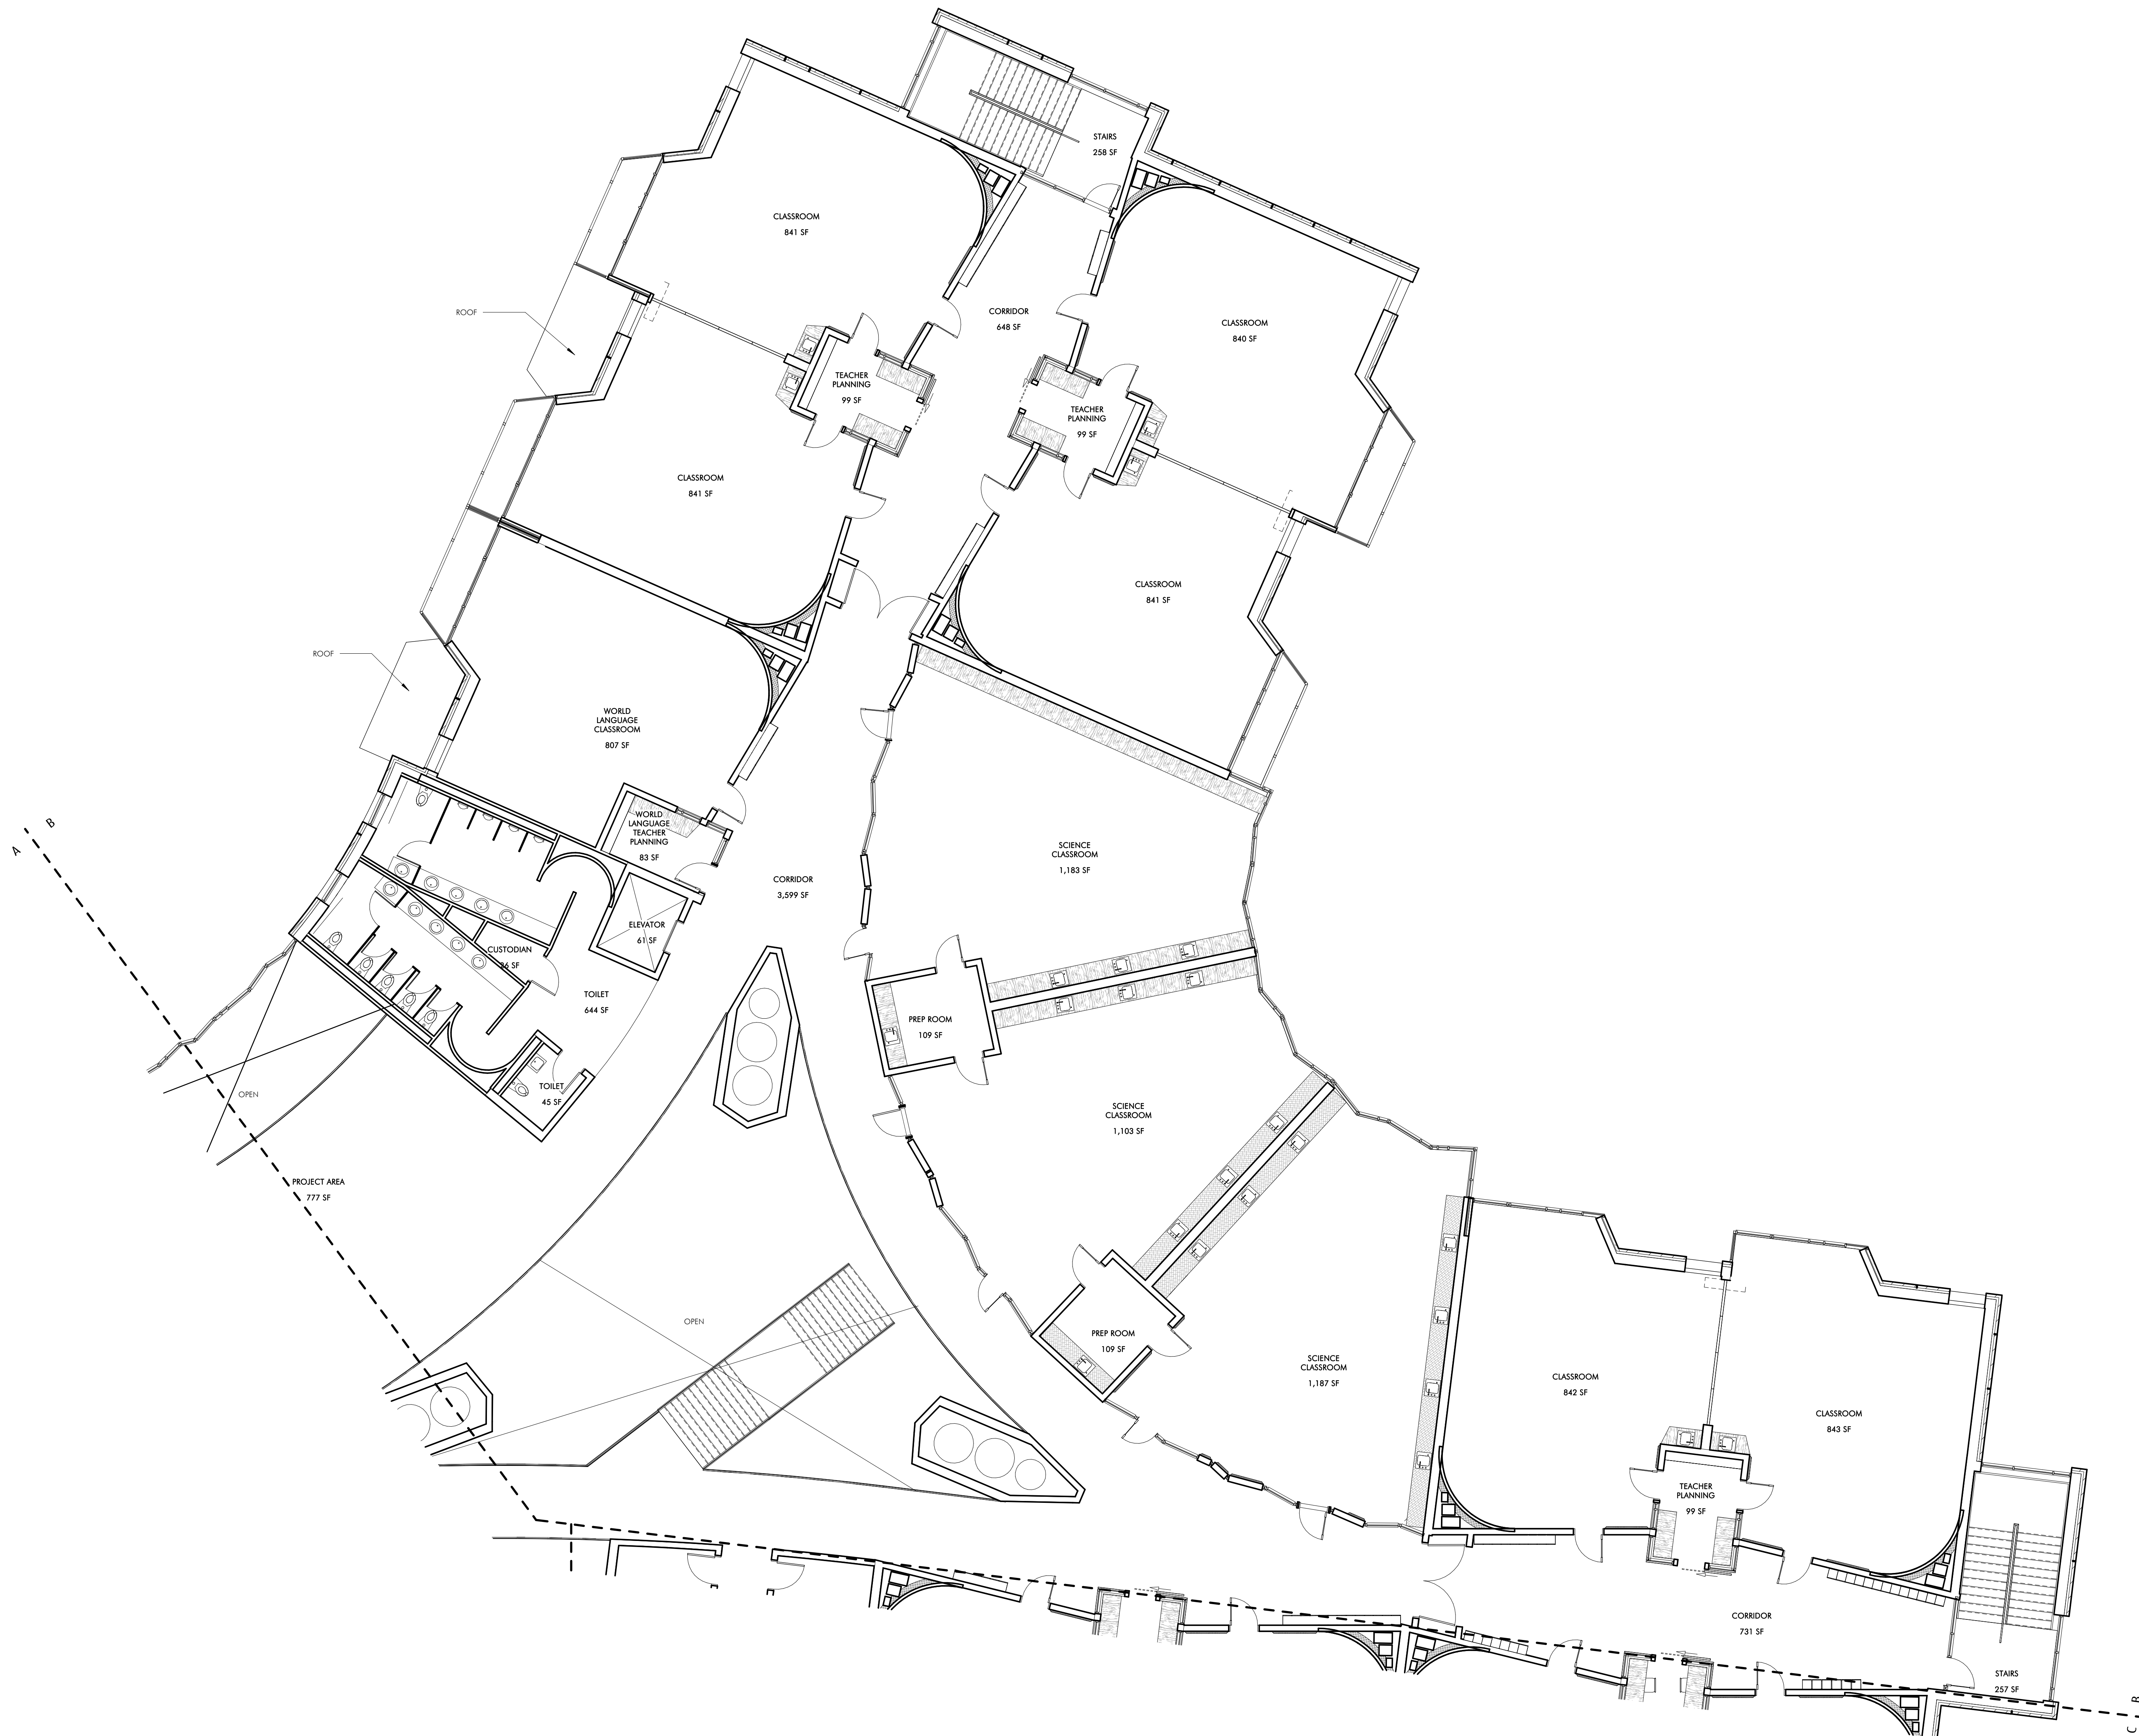 STAIRS
258 SF
CLASSROOM
841 SF
ROOF
CORRIDOR
648 SF
CLASSROOM
840 SF
TEACHER
PLANNING
99 SF
TEACHER
PLANNING
99 SF
CLASSROOM
841 SF
CLASSROOM
841 SF
ROOF
WORLD
LANGUAGE
CLASSROOM
807 SF
B
A
WORLD
LANGUAGE
TEACHER
PLANNING
83 SF
SCIENCE
CLASSROOM
1,183 SF
CORRIDOR
3,599 SF
ELEVATOR
61 SF
CUSTODIAN
SF
TOILET
644 SF
PREP ROOM
109 SF
TOILET
45 SF
OPEN
SCIENCE
CLASSROOM
1,103 SF
PROJECT AREA
777 SF
OPEN
PREP ROOM
109 SF
SCIENCE
CLASSROOM
1,187 SF
CLASSROOM
842 SF
CLASSROOM
843 SF
TEACHER
PLANNING
99 SF
CORRIDOR
731 SF
STAIRS
257 SF
B
C